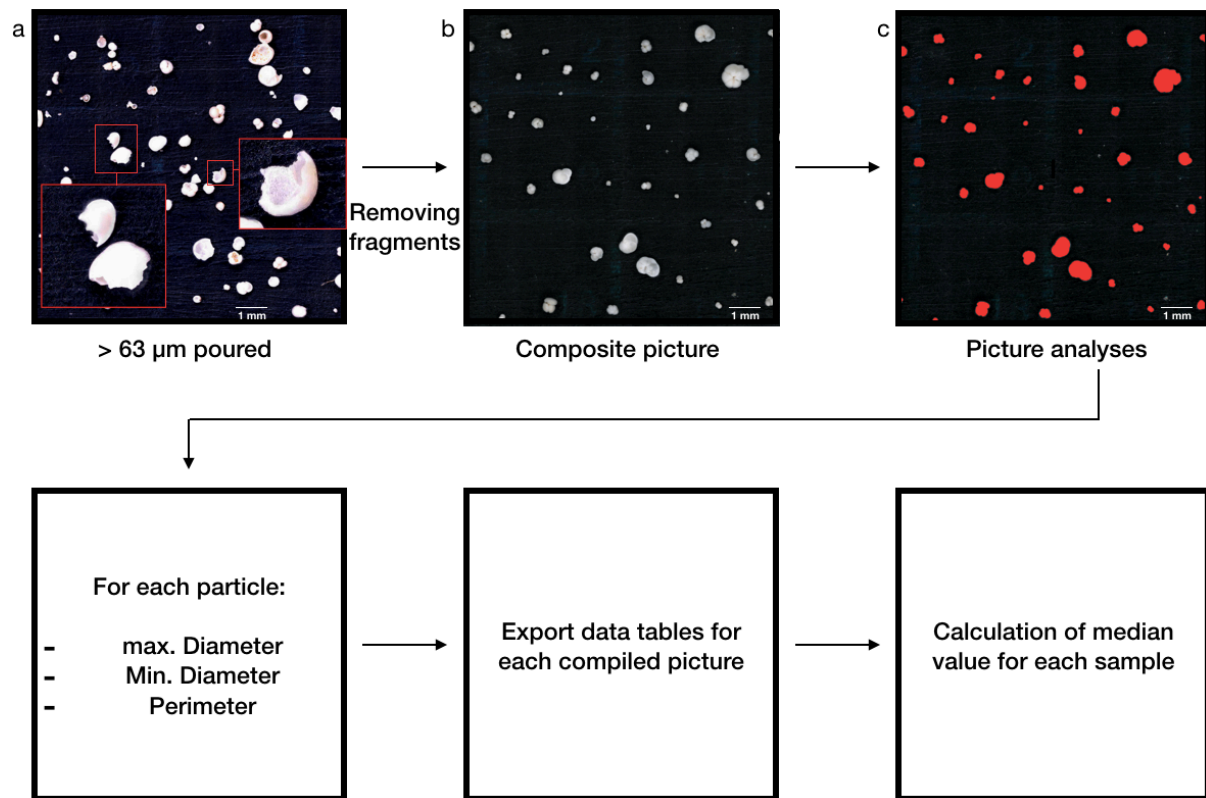 a
b
c
1 mm
1 mm
1 mm
Removing
fragments
> 63 µm poured
Composite picture
Picture analyses
For each particle:
- max. Diameter
- Min. Diameter
- Perimeter
Export data tables for
each compiled picture
Calculation of median
value for each sample